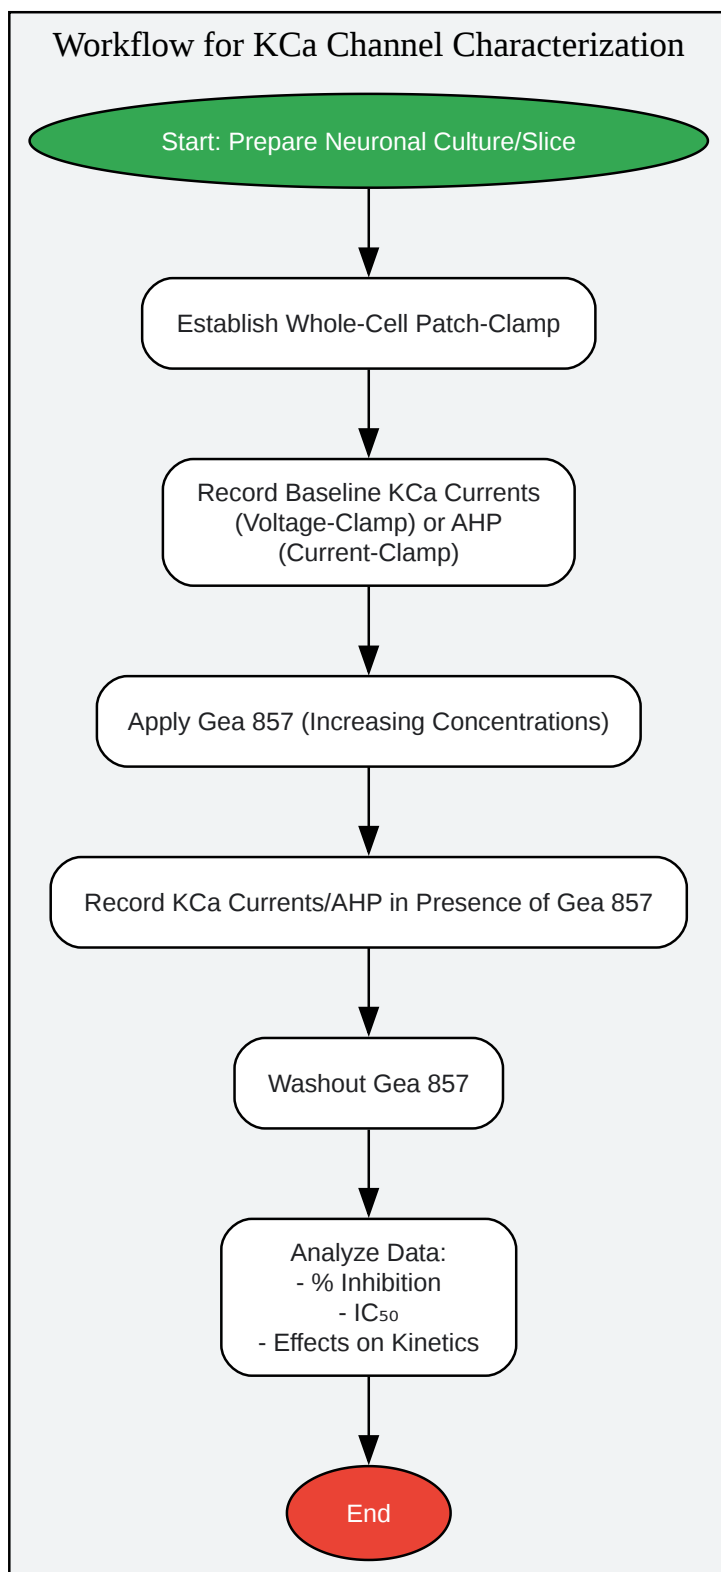 Workflow for KCa Channel Characterization
Start: Prepare Neuronal Culture/Slice
Establish Whole-Cell Patch-Clamp
Record Baseline KCa Currents
(Voltage-Clamp) or AHP
(Current-Clamp)
Apply Gea 857 (Increasing Concentrations)
Record KCa Currents/AHP in Presence of Gea 857
Washout Gea 857
Analyze Data:
- % Inhibition
- IC₅₀
- Effects on Kinetics
End